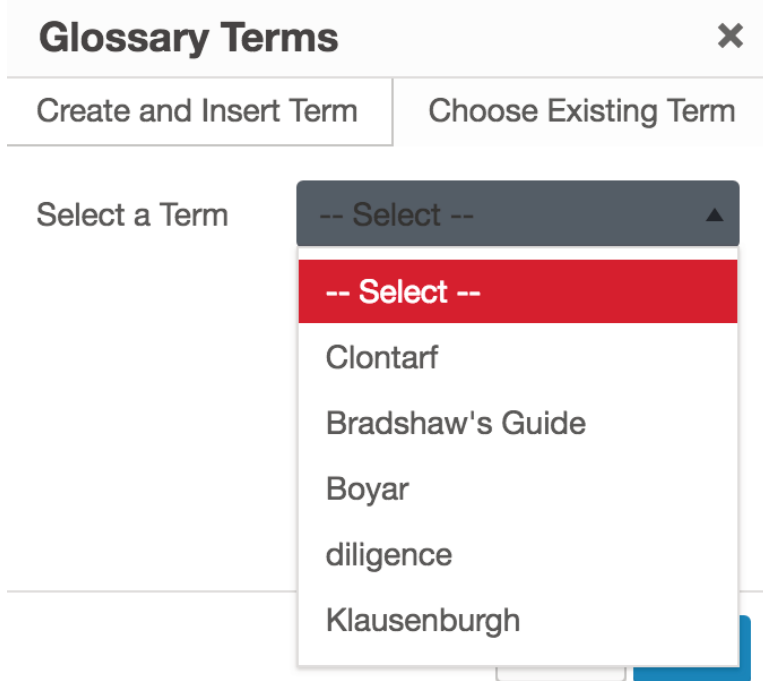 Glossary Terms ×
Create and Insert Term Choose Existing Term
Select a Term -- Select --
-- Select --
Clontarf
Bradshaw's Guide
Boyar
diligence
Klausenburgh